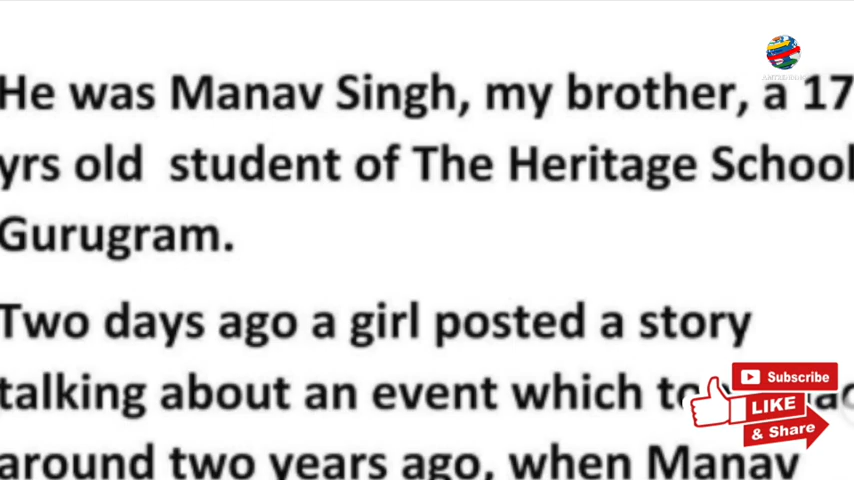 He was Manav Singh, my brother, a 17
yrs old student of The Heritage School
Gurugram.
Two days ago a girl posted a story
talking about an event which
around two years ago, when Manav
Subscribe
LIKE
& Share